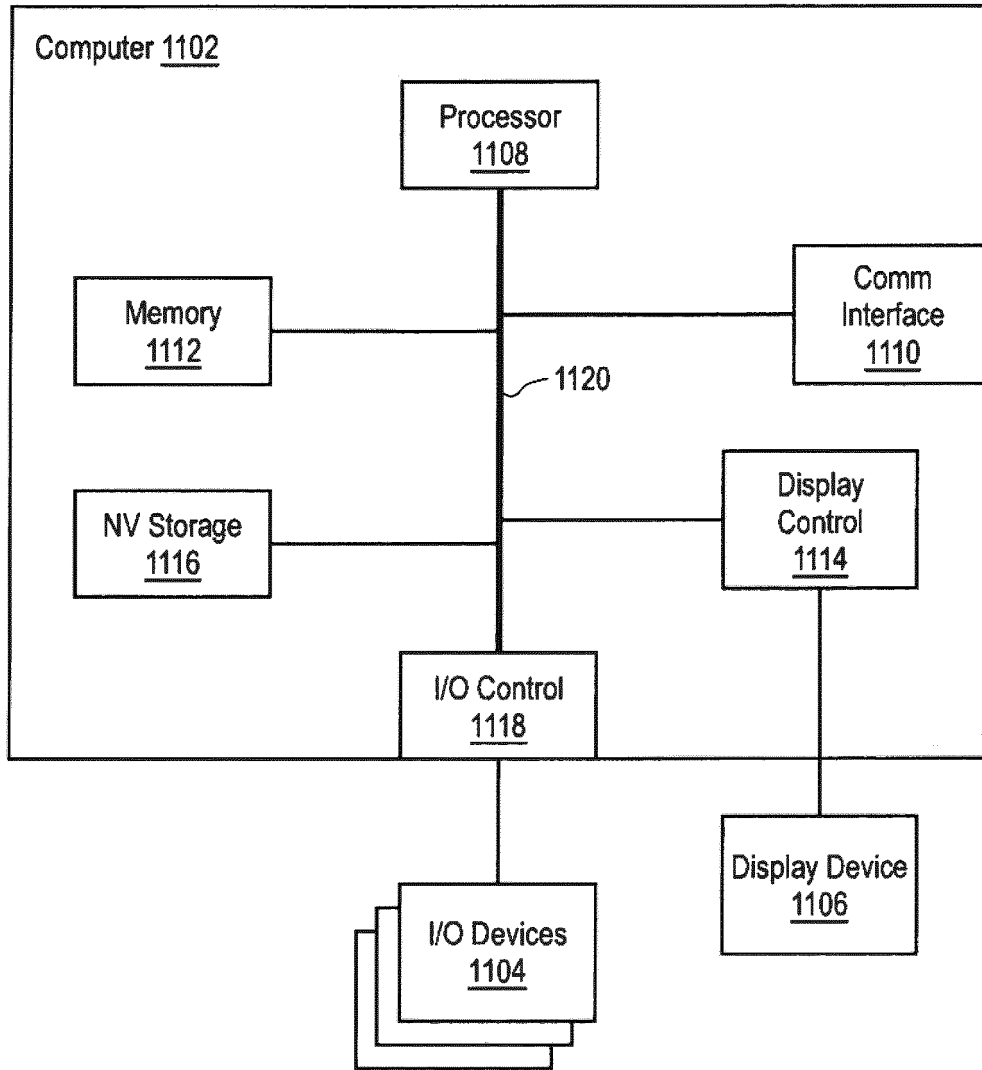 Computer 1102
Processor
1108
Memory
1112
Comm
Interface
1110
1120
NV Storage
1116
Display
Control
1114
I/O Control
1118
Display Device
1106
I/O Devices
1104